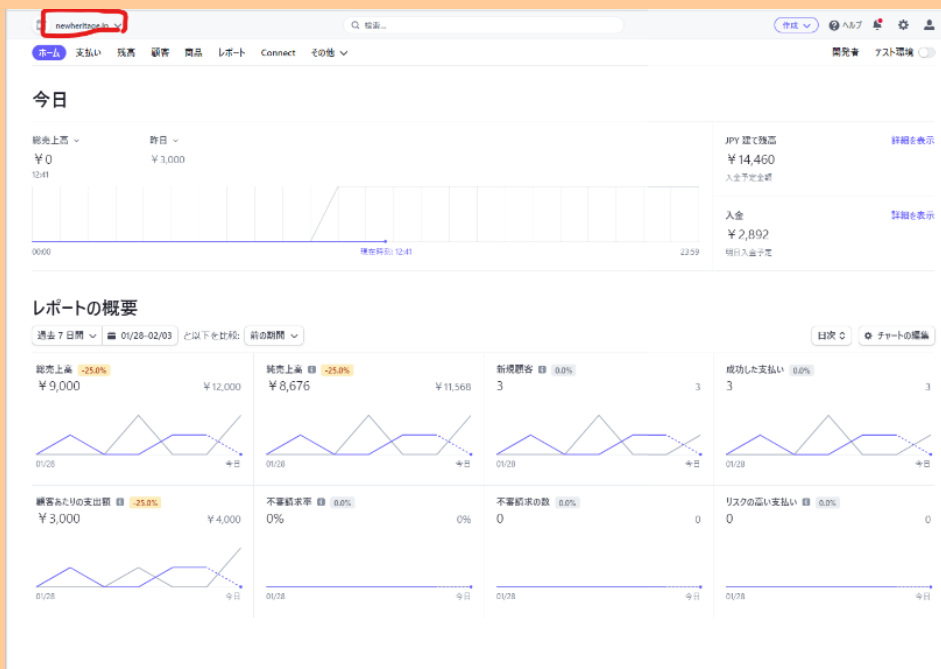 newheritage.jp
検索...
作成
ヘルプ
ホーム 支払い 残高 顧客 商品 レポート Connect その他
開発者 テスト環境
今日
総売上高 昨日
￥0 ￥3,000
12:41
00:00 現在時刻: 12:41 23:59
JPY 建て残高 詳細を表示
￥14,460
入金予定金額
入金 詳細を表示
￥2,892
明日入金予定
レポートの概要
過去 7 日間 01/28-02/03 と以下を比較: 前の期間 日次 チャートの編集
総売上高 -25.0%
￥9,000 ￥12,000
01/28 今日
純売上高 -25.0%
￥8,676 ￥11,568
01/28 今日
新規顧客 0.0%
3 3
01/28 今日
成功した支払い 0.0%
3 3
01/28 今日
顧客あたりの支出額 -25.0%
￥3,000 ￥4,000
01/28 今日
不審請求率 0.0%
0% 0%
01/28 今日
不審請求の数 0.0%
0 0
01/28 今日
リスクの高い支払い 0.0%
0 0
01/28 今日